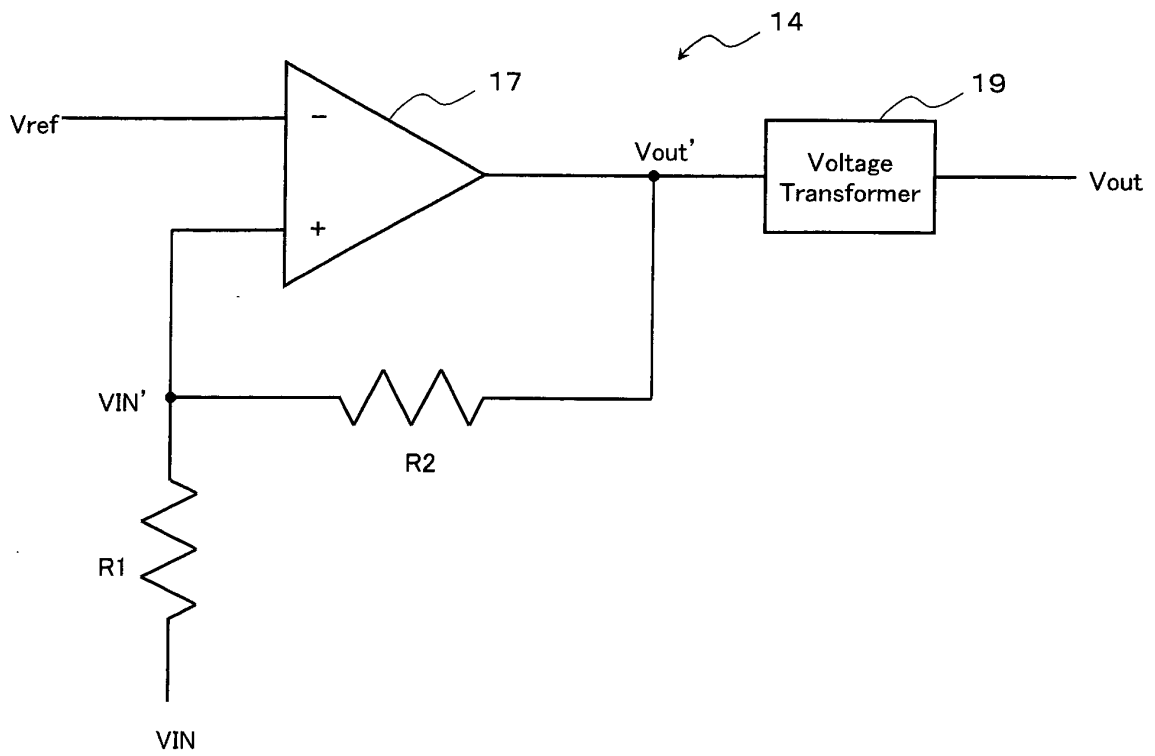 14
17
19
Vref
−
+
Vout'
Voltage
Transformer
Vout
VIN'
R2
R1
VIN